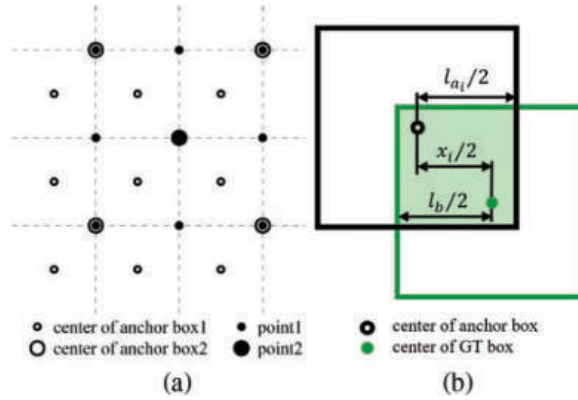 l_{a_i}/2
x_i/2
l_b/2
center of anchor box1
point1
center of anchor box2
point2
center of anchor box
center of GT box
(a)
(b)